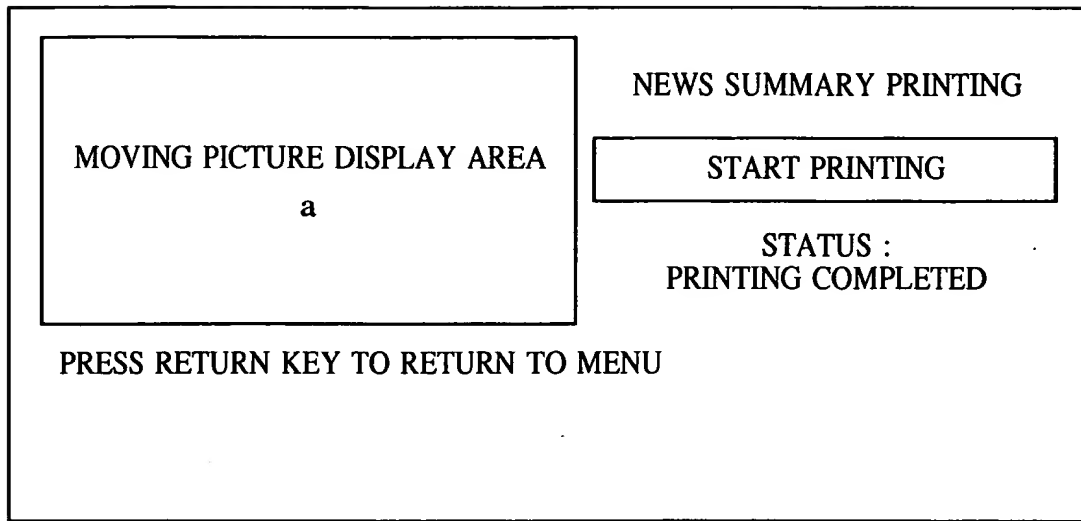 MOVING PICTURE DISPLAY AREA
a
NEWS SUMMARY PRINTING
START PRINTING
STATUS :
PRINTING COMPLETED
PRESS RETURN KEY TO RETURN TO MENU